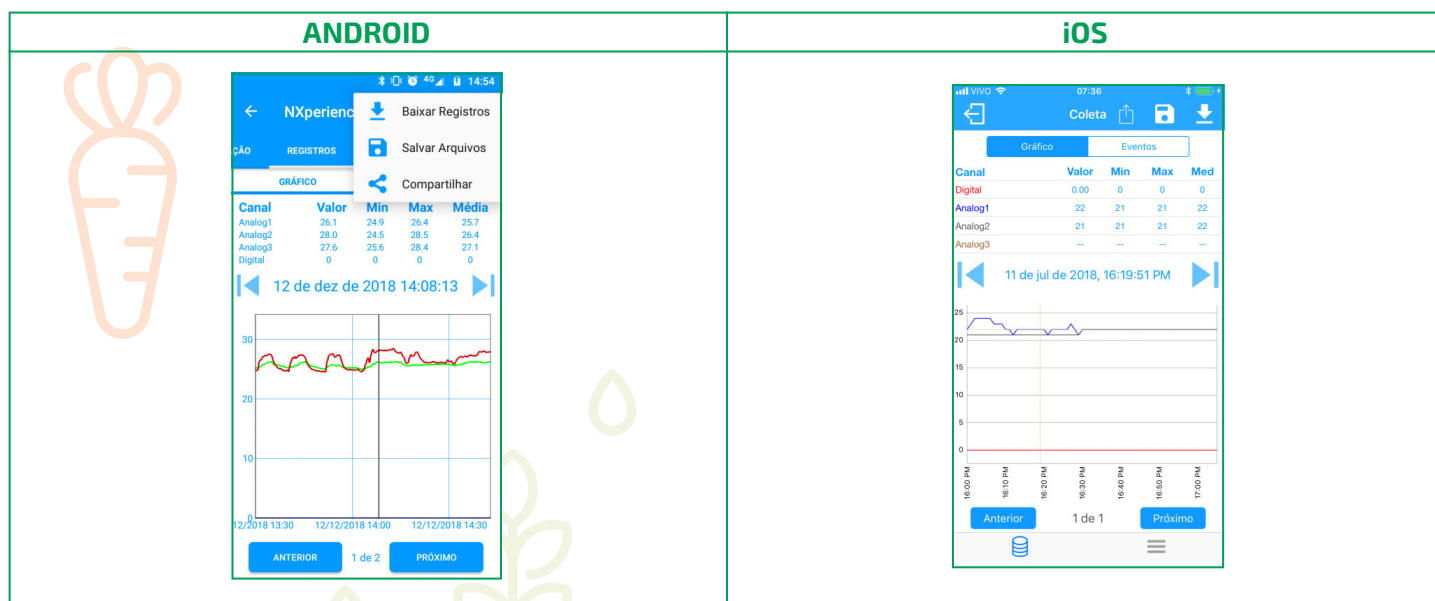 ANDROID
4G 14:54
NXperienc
Baixar Registros
Salvar Arquivos
Compartilhar
ÇÃO REGISTROS
GRÁFICO
Canal Valor Min Max Média
Analog1 26.1 24.9 26.4 25.7
Analog2 28.0 24.5 28.5 26.4
Analog3 27.6 25.6 28.4 27.1
Digital 0 0 0 0
12 de dez de 2018 14:08:13
30
20
10
0
12/2018 13:30 12/12/2018 14:00 12/12/2018 14:30
ANTERIOR 1 de 2 PRÓXIMO
iOS
VIVO 07:36
Coleta
Gráfico Eventos
Canal Valor Min Max Med
Digital 0.00 0 0 0
Analog1 22 21 21 22
Analog2 21 21 21 22
Analog3 -- -- -- --
11 de jul de 2018, 16:19:51 PM
25
20
15
10
5
0
16:00 PM 16:10 PM 16:20 PM 16:30 PM 16:40 PM 16:50 PM 17:00 PM
Anterior 1 de 1 Próximo